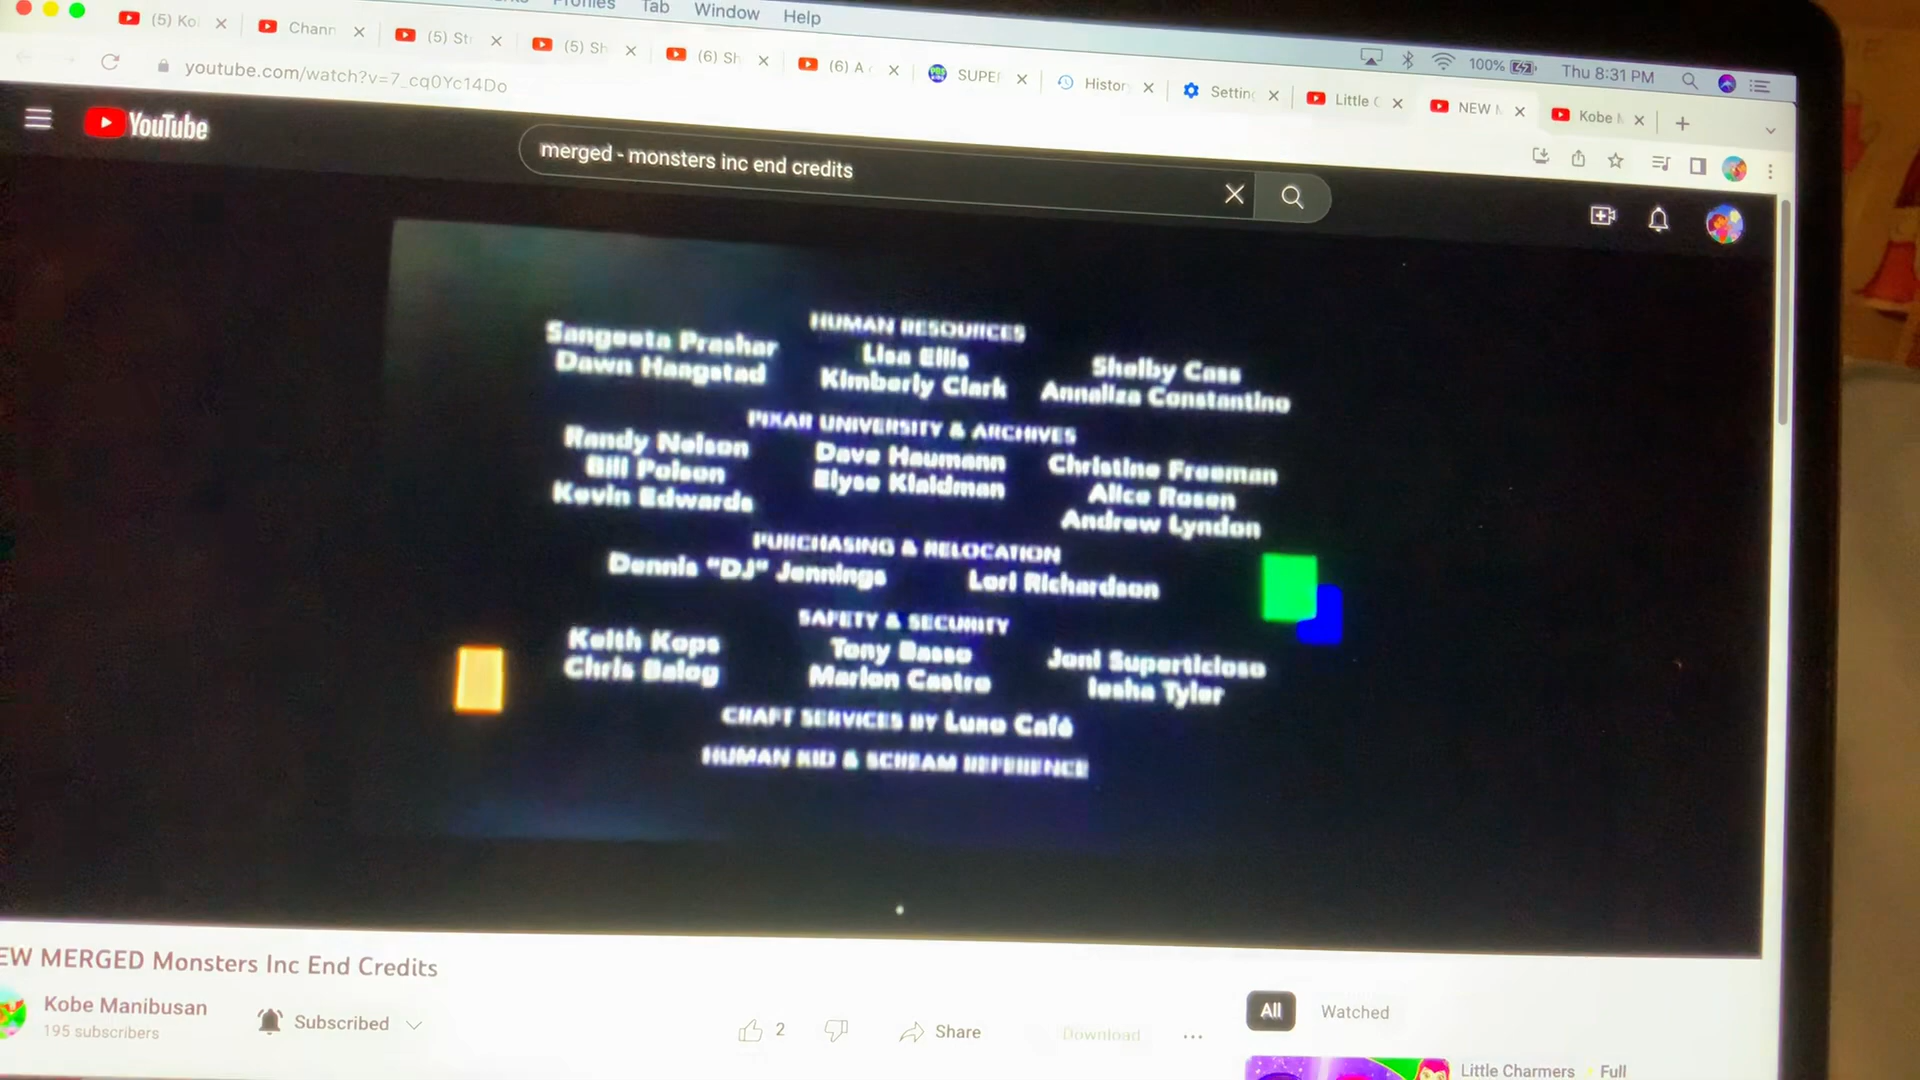 Profiles Tab Window Help
100% Thu 8:31 PM
(5) Ko
Chann
(5) St
(5) Sh
(6) Sh
(6) A
SUPE
Histor
Settin
Little C
NEW
Kobe
youtube.com/watch?v=7_cq0Yc14Do
YouTube
merged - monsters inc end credits
HUMAN RESOURCES
Sangeeta Prashar Lisa Ellis Shelby Cass
Dawn Haagstad Kimberly Clark Annaliza Constantino
PIXAR UNIVERSITY & ARCHIVES
Randy Nelson Dave Haumann Christine Freeman
Bill Polson Elyse Klaidman Alice Rosen
Kevin Edwards Andrew Lyndon
PURCHASING & RELOCATION
Dennis "DJ" Jennings Lori Richardson
SAFETY & SECURITY
Keith Kops Tony Basso Joni Superticioso
Chris Balog Marlon Castro Iesha Tyler
CRAFT SERVICES BY Luxo Café
HUMAN KID & SCREAM REFERENCE
EW MERGED Monsters Inc End Credits
Kobe Manibusan
195 subscribers
Subscribed
2
Share
Download
All
Watched
Little Charmers Full